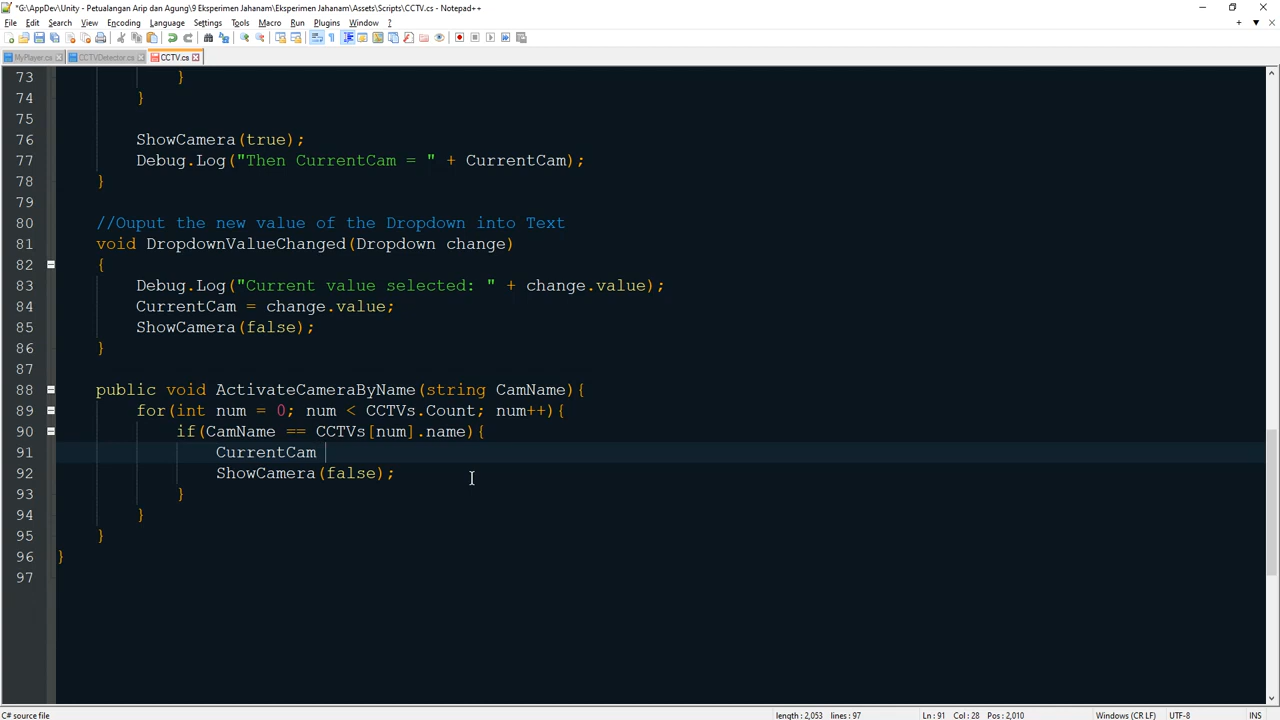 *G:\AppDev\Unity - Petualangan Arip dan Agung\9 Eksperimen Jahanam\Eksperimen Jahanam\Assets\Scripts\CCTV.cs - Notepad++
File Edit Search View Encoding Language Settings Tools Macro Run Plugins Window ?
MyPlayer.cs CCTVDetector.cs CCTV.cs
73 }
74 }
75
76 ShowCamera(true);
77 Debug.Log("Then CurrentCam = " + CurrentCam);
78 }
79
80 //Ouput the new value of the Dropdown into Text
81 void DropdownValueChanged(Dropdown change)
82 {
83 Debug.Log("Current value selected: " + change.value);
84 CurrentCam = change.value;
85 ShowCamera(false);
86 }
87
88 public void ActivateCameraByName(string CamName){
89 for(int num = 0; num < CCTVs.Count; num++){
90 if(CamName == CCTVs[num].name){
91 CurrentCam
92 ShowCamera(false);
93 }
94 }
95 }
96 }
97
C# source file length : 2,053 lines : 97 Ln : 91 Col : 28 Pos : 2,010 Windows (CR LF) UTF-8 INS